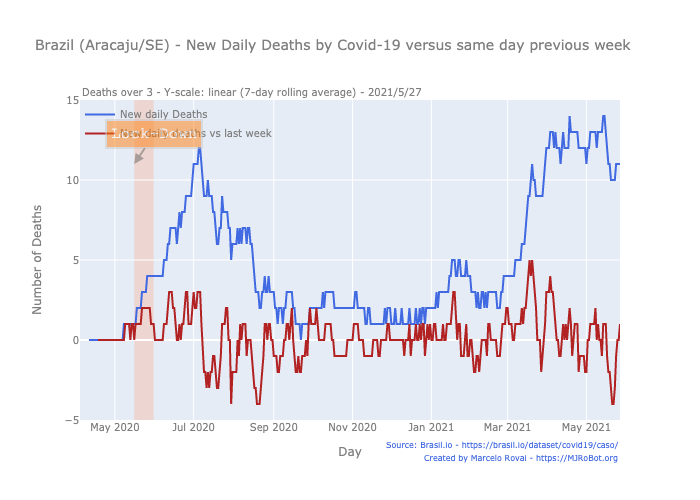 Brazil (Aracaju/SE) - New Daily Deaths by Covid-19 versus same day previous week
Deaths over 3 - Y-scale: linear (7-day rolling average) - 2021/5/27
New daily Deaths
New daily deaths vs last week
Lock Down
15
10
5
0
−5
Number of Deaths
May 2020
Jul 2020
Sep 2020
Nov 2020
Jan 2021
Mar 2021
May 2021
Day
Source: Brasil.io - https://brasil.io/dataset/covid19/caso/
Created by Marcelo Rovai - https://MJRoBot.org